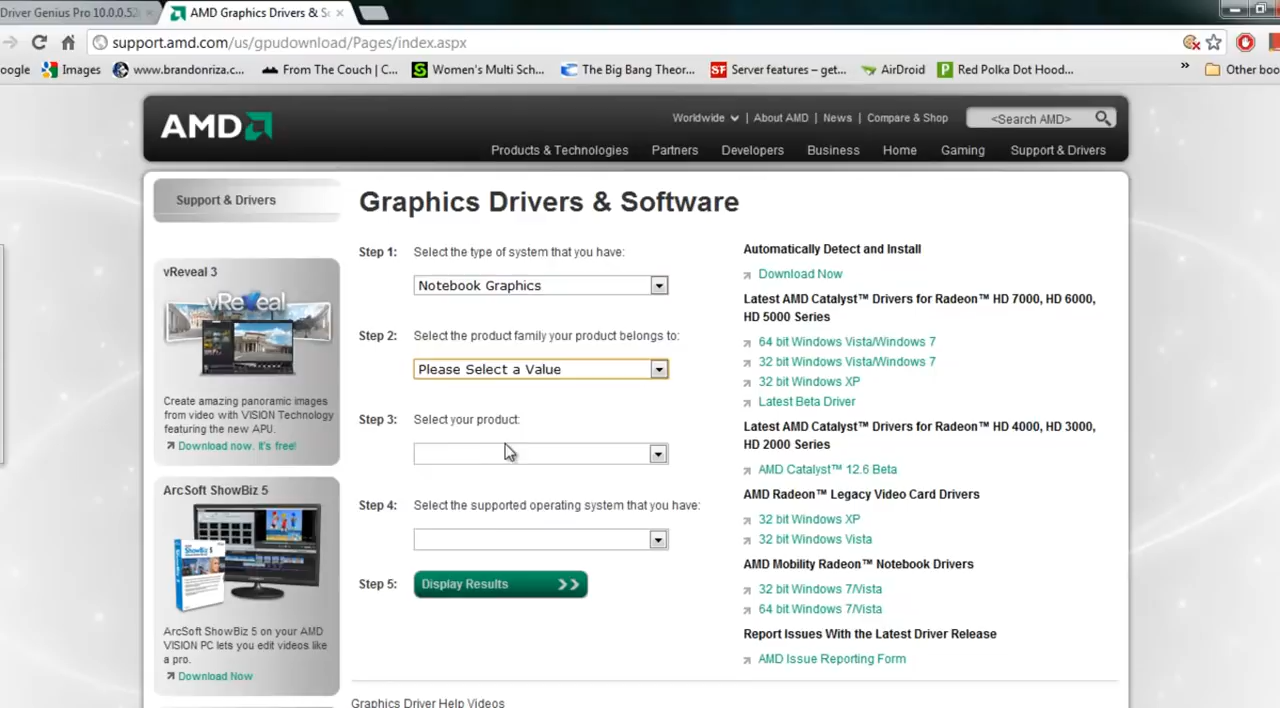 Driver Genius Pro 10.0.0.52
AMD Graphics Drivers & So
support.amd.com/us/gpudownload/Pages/index.aspx
oogle
Images
www.brandonriza.c...
From The Couch | C...
Women's Multi Sch...
The Big Bang Theor...
Server features – get...
AirDroid
Red Polka Dot Hood...
Other boo
AMD
Worldwide | About AMD | News | Compare & Shop
<Search AMD>
Products & Technologies
Partners
Developers
Business
Home
Gaming
Support & Drivers
Support & Drivers
vReveal 3
vReveal
Create amazing panoramic images
from video with VISION Technology
featuring the new APU.
Download now. It's free!
ArcSoft ShowBiz 5
ArcSoft ShowBiz 5 on your AMD
VISION PC lets you edit videos like
a pro.
Download Now
Graphics Drivers & Software
Step 1: Select the type of system that you have:
Notebook Graphics
Step 2: Select the product family your product belongs to:
Please Select a Value
Step 3: Select your product:
Step 4: Select the supported operating system that you have:
Step 5: Display Results
Graphics Driver Help Videos
Automatically Detect and Install
Download Now
Latest AMD Catalyst™ Drivers for Radeon™ HD 7000, HD 6000,
HD 5000 Series
64 bit Windows Vista/Windows 7
32 bit Windows Vista/Windows 7
32 bit Windows XP
Latest Beta Driver
Latest AMD Catalyst™ Drivers for Radeon™ HD 4000, HD 3000,
HD 2000 Series
AMD Catalyst™ 12.6 Beta
AMD Radeon™ Legacy Video Card Drivers
32 bit Windows XP
32 bit Windows Vista
AMD Mobility Radeon™ Notebook Drivers
32 bit Windows 7/Vista
64 bit Windows 7/Vista
Report Issues With the Latest Driver Release
AMD Issue Reporting Form